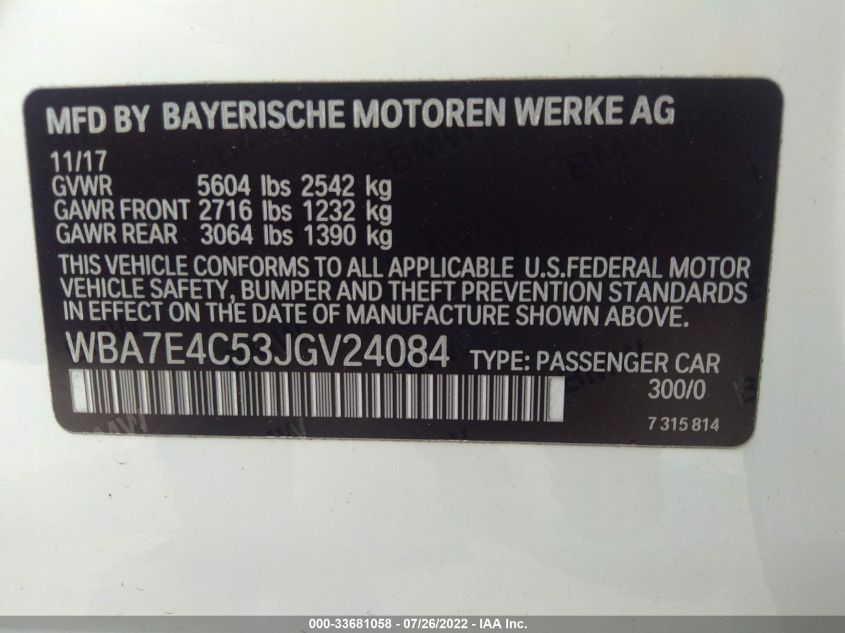 MFD BY BAYERISCHE MOTOREN WERKE AG
11/17
GVWR 5604 lbs 2542 kg
GAWR FRONT 2716 lbs 1232 kg
GAWR REAR 3064 lbs 1390 kg
THIS VEHICLE CONFORMS TO ALL APPLICABLE U.S.FEDERAL MOTOR
VEHICLE SAFETY, BUMPER AND THEFT PREVENTION STANDARDS
IN EFFECT ON THE DATE OF MANUFACTURE SHOWN ABOVE.
WBA7E4C53JGV24084 TYPE: PASSENGER CAR
300/0
7 315 814
000-33681058 - 07/26/2022 - IAA Inc.